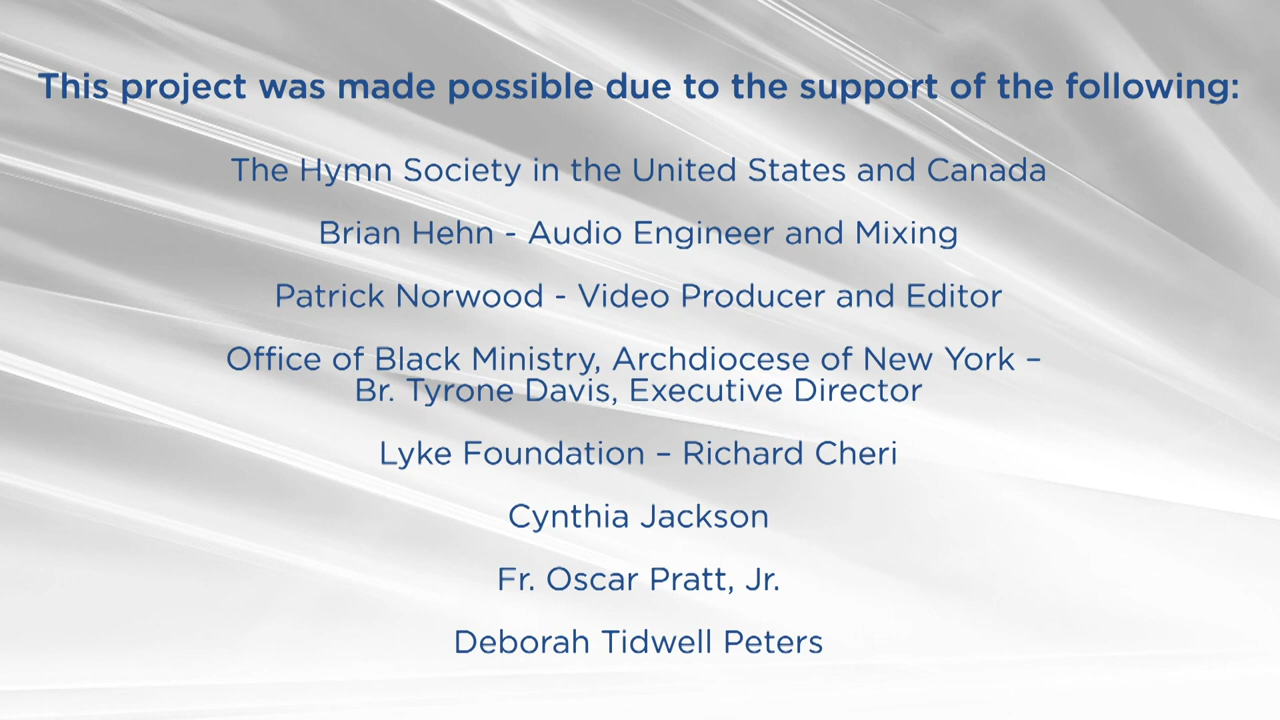 This project was made possible due to the support of the following:
The Hymn Society in the United States and Canada
Brian Hehn - Audio Engineer and Mixing
Patrick Norwood - Video Producer and Editor
Office of Black Ministry, Archdiocese of New York –
Br. Tyrone Davis, Executive Director
Lyke Foundation – Richard Cheri
Cynthia Jackson
Fr. Oscar Pratt, Jr.
Deborah Tidwell Peters